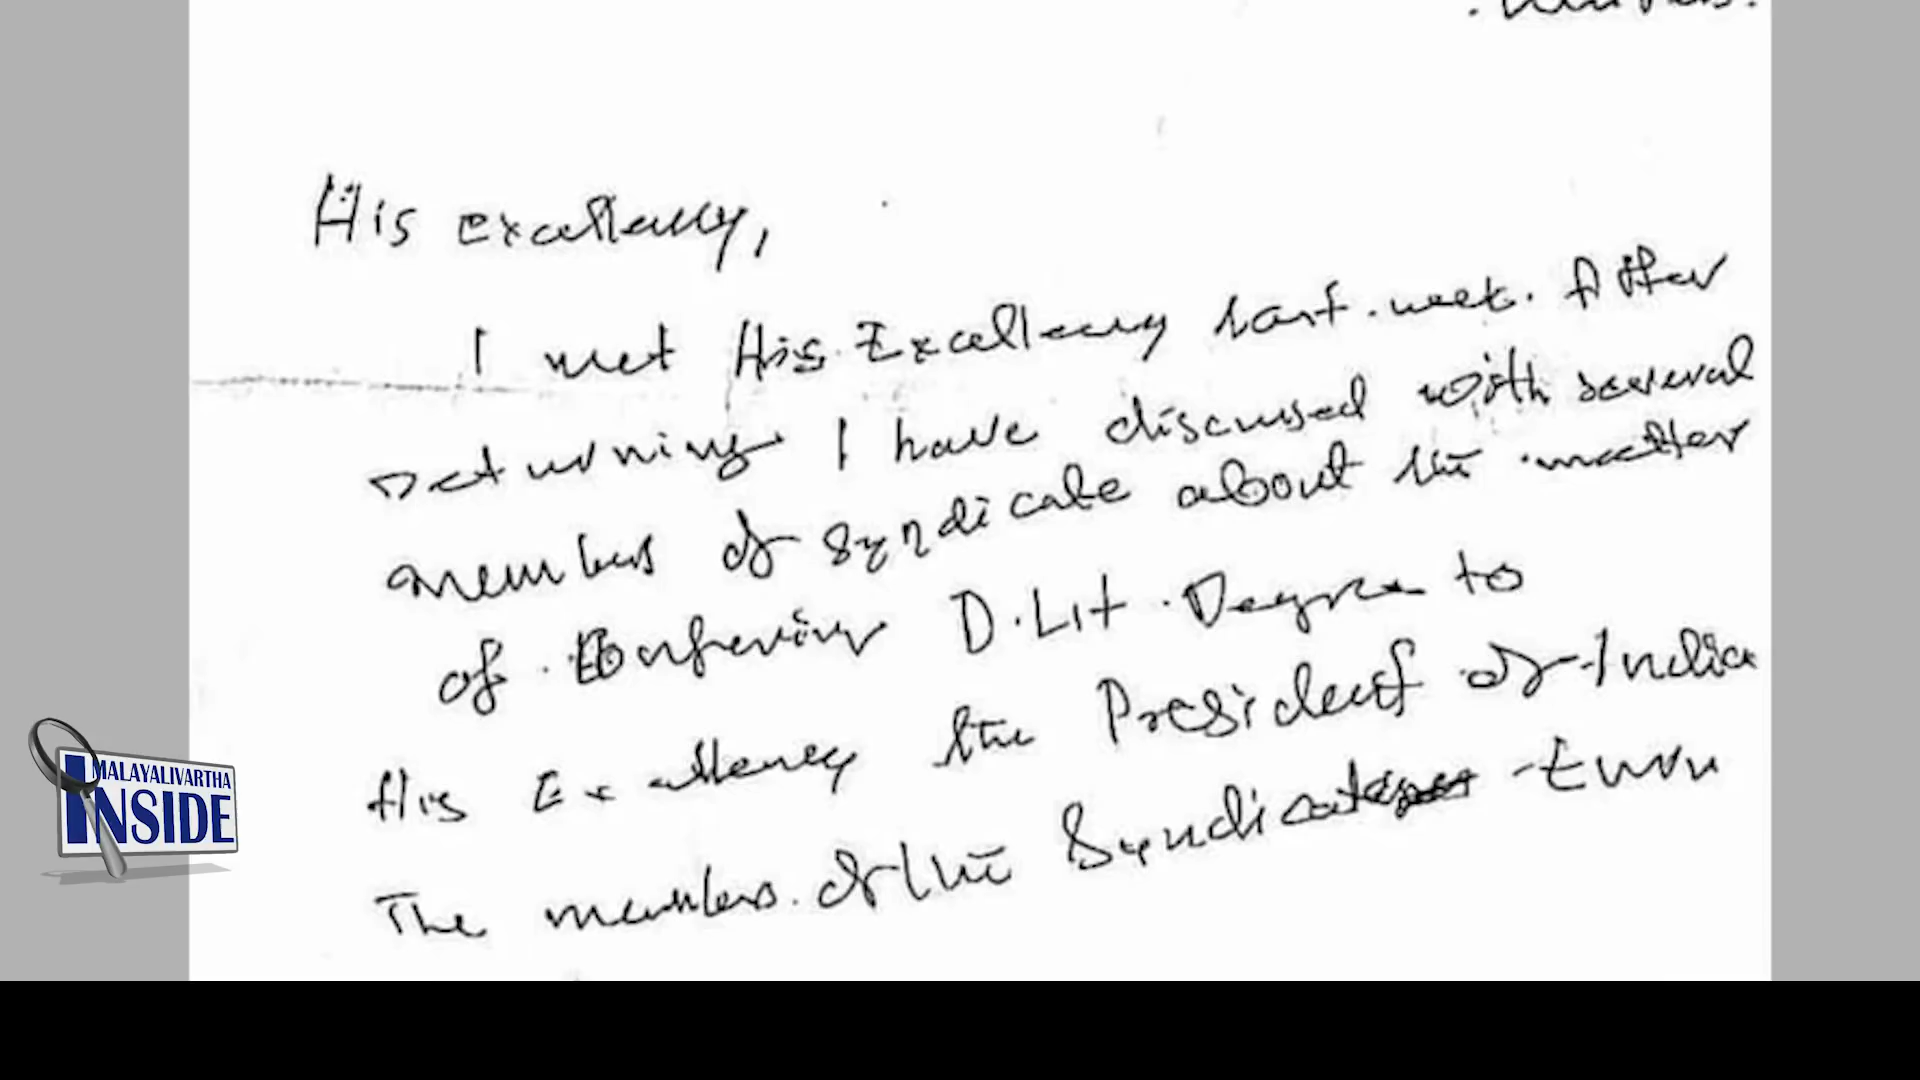 His Excellency,
I met His Excellency last week. After
returning I have discussed with several
members of Syndicate about the matter
of Conferring D.Lit Degree to
His Excellency the President of India
The members of the Syndicate
MALAYALIVARTHA
INSIDE